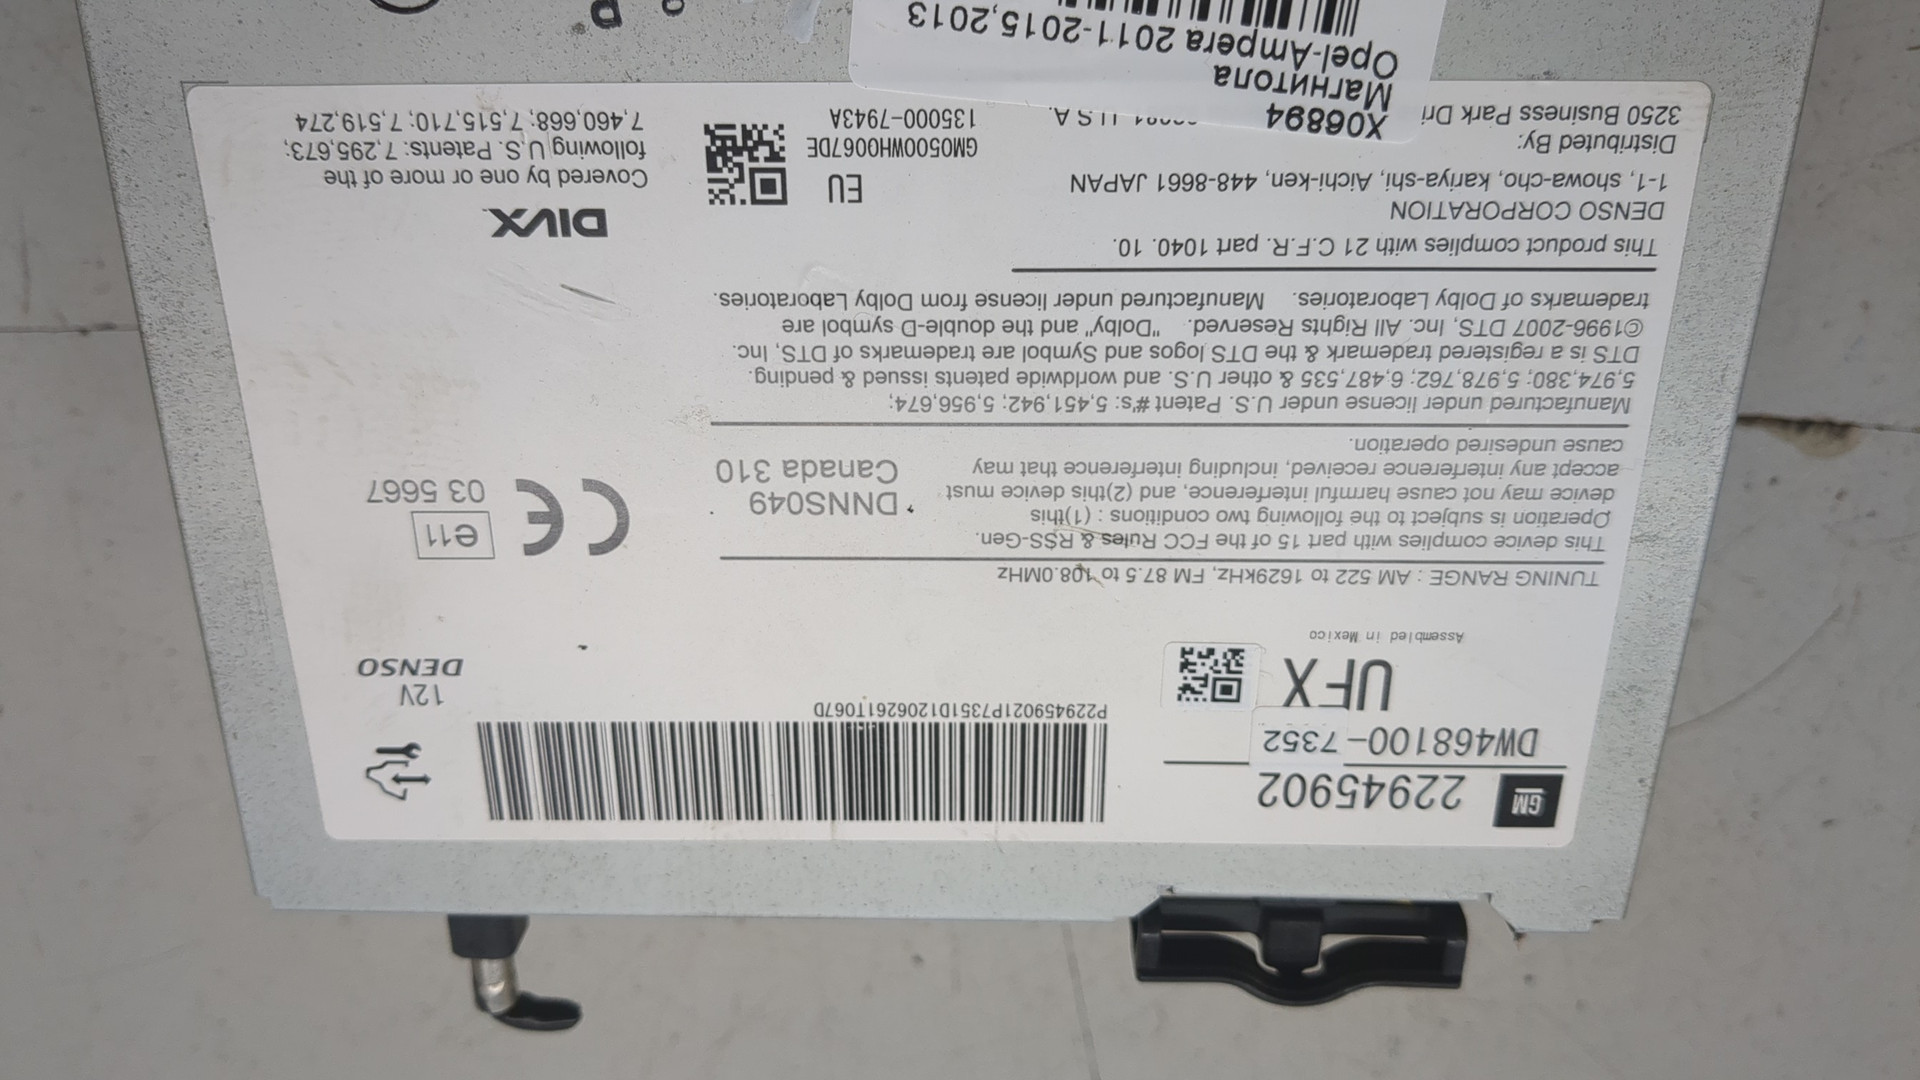 GM
22945902
DW468100-7352
UFX
Assembled in Mexico
P22945902IP7351D1206261T067D
12V
DENSO
TUNING RANGE : AM 522 to 1629kHz, FM 87.5 to 108.0MHz
This device complies with part 15 of the FCC Rules & RSS-Gen.
Operation is subject to the following two conditions : (1)this
device may not cause harmful interference, and (2)this device must
accept any interference received, including interference that may
cause undesired operation.
DNNS049
Canada 310
CE
e11
03 5667
Manufactured under license under U.S. Patent #'s: 5,451,942; 5,956,674;
5,974,380; 5,978,762; 6,487,535 & other U.S. and worldwide patents issued & pending.
DTS is a registered trademark & the DTS logos and Symbol are trademarks of DTS, Inc.
©1996-2007 DTS, Inc. All Rights Reserved. "Dolby" and the double-D symbol are
trademarks of Dolby Laboratories. Manufactured under license from Dolby Laboratories.
This product complies with 21 C.F.R. part 1040. 10.
DENSO CORPORATION
1-1, showa-cho, kariya-shi, Aichi-ken, 448-8661 JAPAN
Distributed By:
3250 Business Park Dri
U.S.A.
EU
GM0500WH0067DE
135000-7943A
DIVX
Covered by one or more of the
following U.S. Patents: 7,295,673;
7,460,668; 7,515,710; 7,519,274
X06894
Магнитола
Opel-Ampera 2011-2015,2013